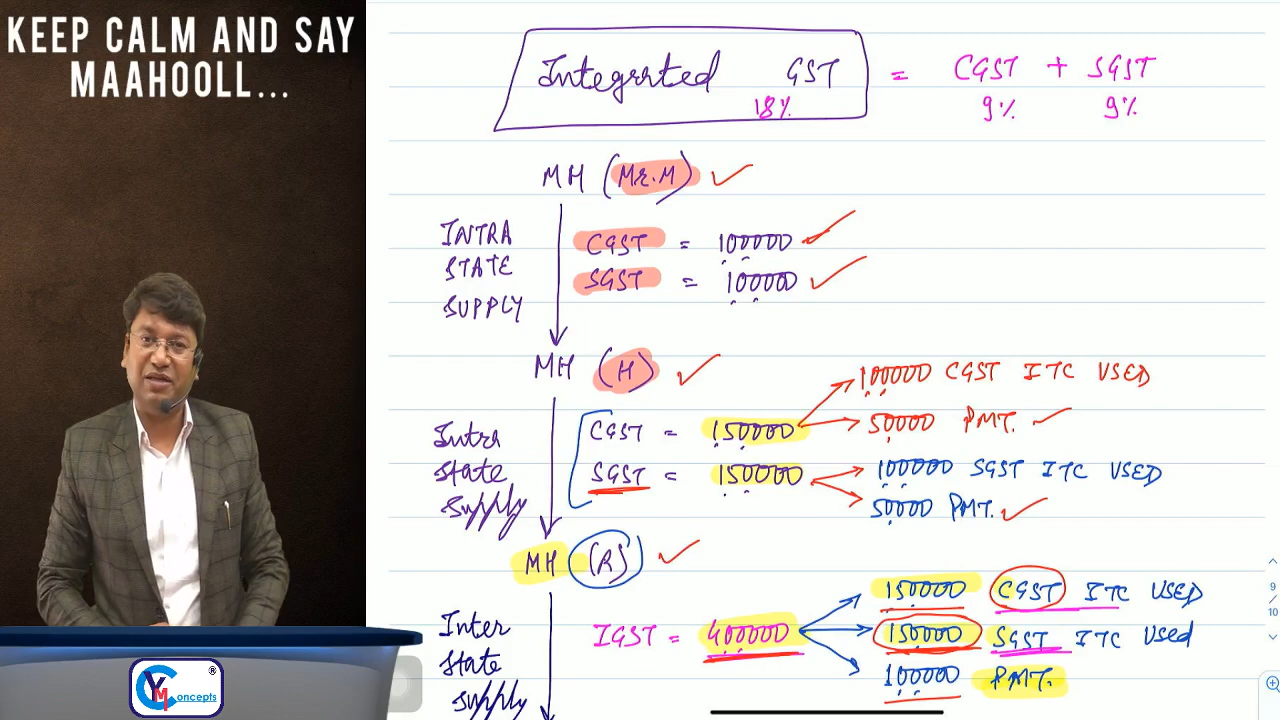 KEEP CALM AND SAY
MAAHOOLL...
Integrated GST = CGST + SGST
18% 9% 9%
MH (Mr.M)
INTRA
STATE
SUPPLY
CGST = 100000
SGST = 100000
MH (H)
Intra
State
Supply
CGST = 150000
SGST = 150000
100000 CGST ITC USED
50000 PMT.
100000 SGST ITC USED
50000 PMT.
MH (R)
Inter
State
Supply
IGST = 400000
150000 CGST ITC USED
150000 SGST ITC Used
100000 PMT.
9
/
10
YM Concepts
®